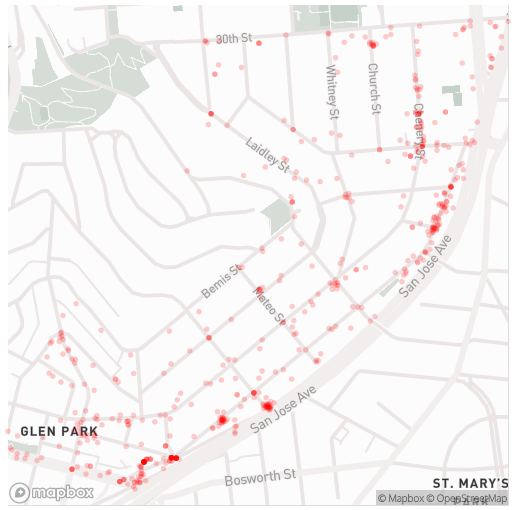 30th St
Whitney St
Church St
Chenery St
Laidley St
Bemis St
Mateo St
San Jose Ave
San Jose Ave
GLEN PARK
Bosworth St
ST. MARY'S
PARK
mapbox
© Mapbox © OpenStreetMap